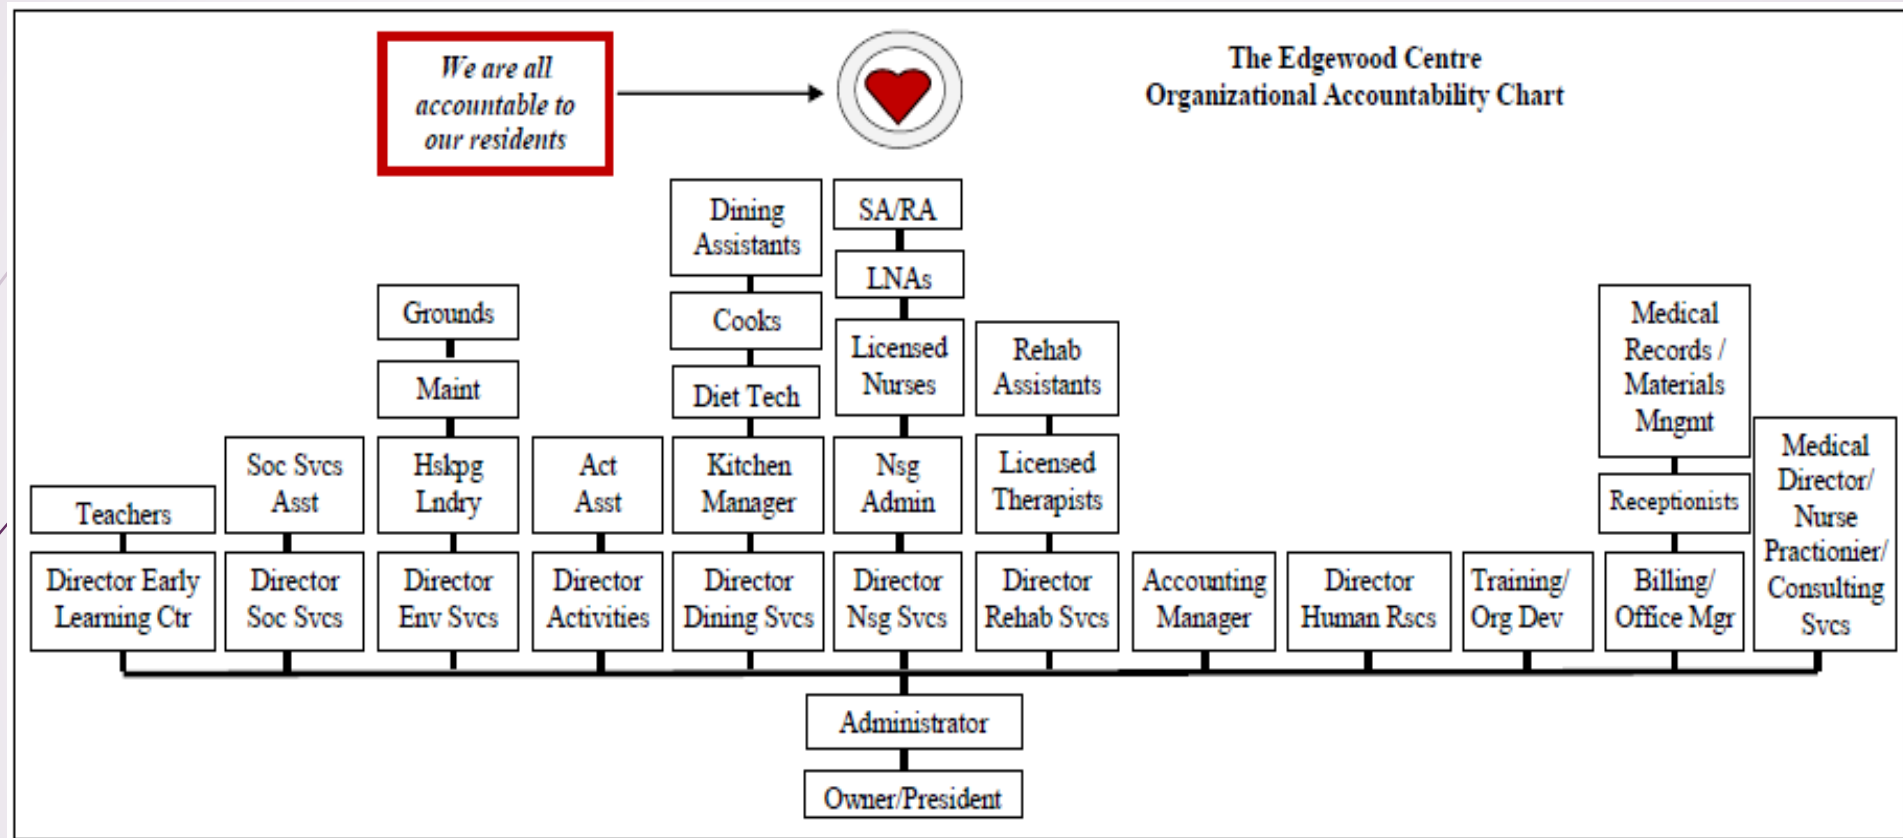 We are all
accountable to
our residents
The Edgewood Centre
Organizational Accountability Chart
Dining
Assistants
SA/RA
LNAs
Grounds
Cooks
Licensed
Nurses
Rehab
Assistants
Medical
Records /
Materials
Mngmt
Maint
Diet Tech
Teachers
Soc Svcs
Asst
Hskpg
Lndry
Act
Asst
Kitchen
Manager
Nsg
Admin
Licensed
Therapists
Receptionists
Medical
Director/
Nurse
Practionier/
Consulting
Svcs
Director Early
Learning Ctr
Director
Soc Svcs
Director
Env Svcs
Director
Activities
Director
Dining Svcs
Director
Nsg Svcs
Director
Rehab Svcs
Accounting
Manager
Director
Human Rscs
Training/
Org Dev
Billing/
Office Mgr
Administrator
Owner/President